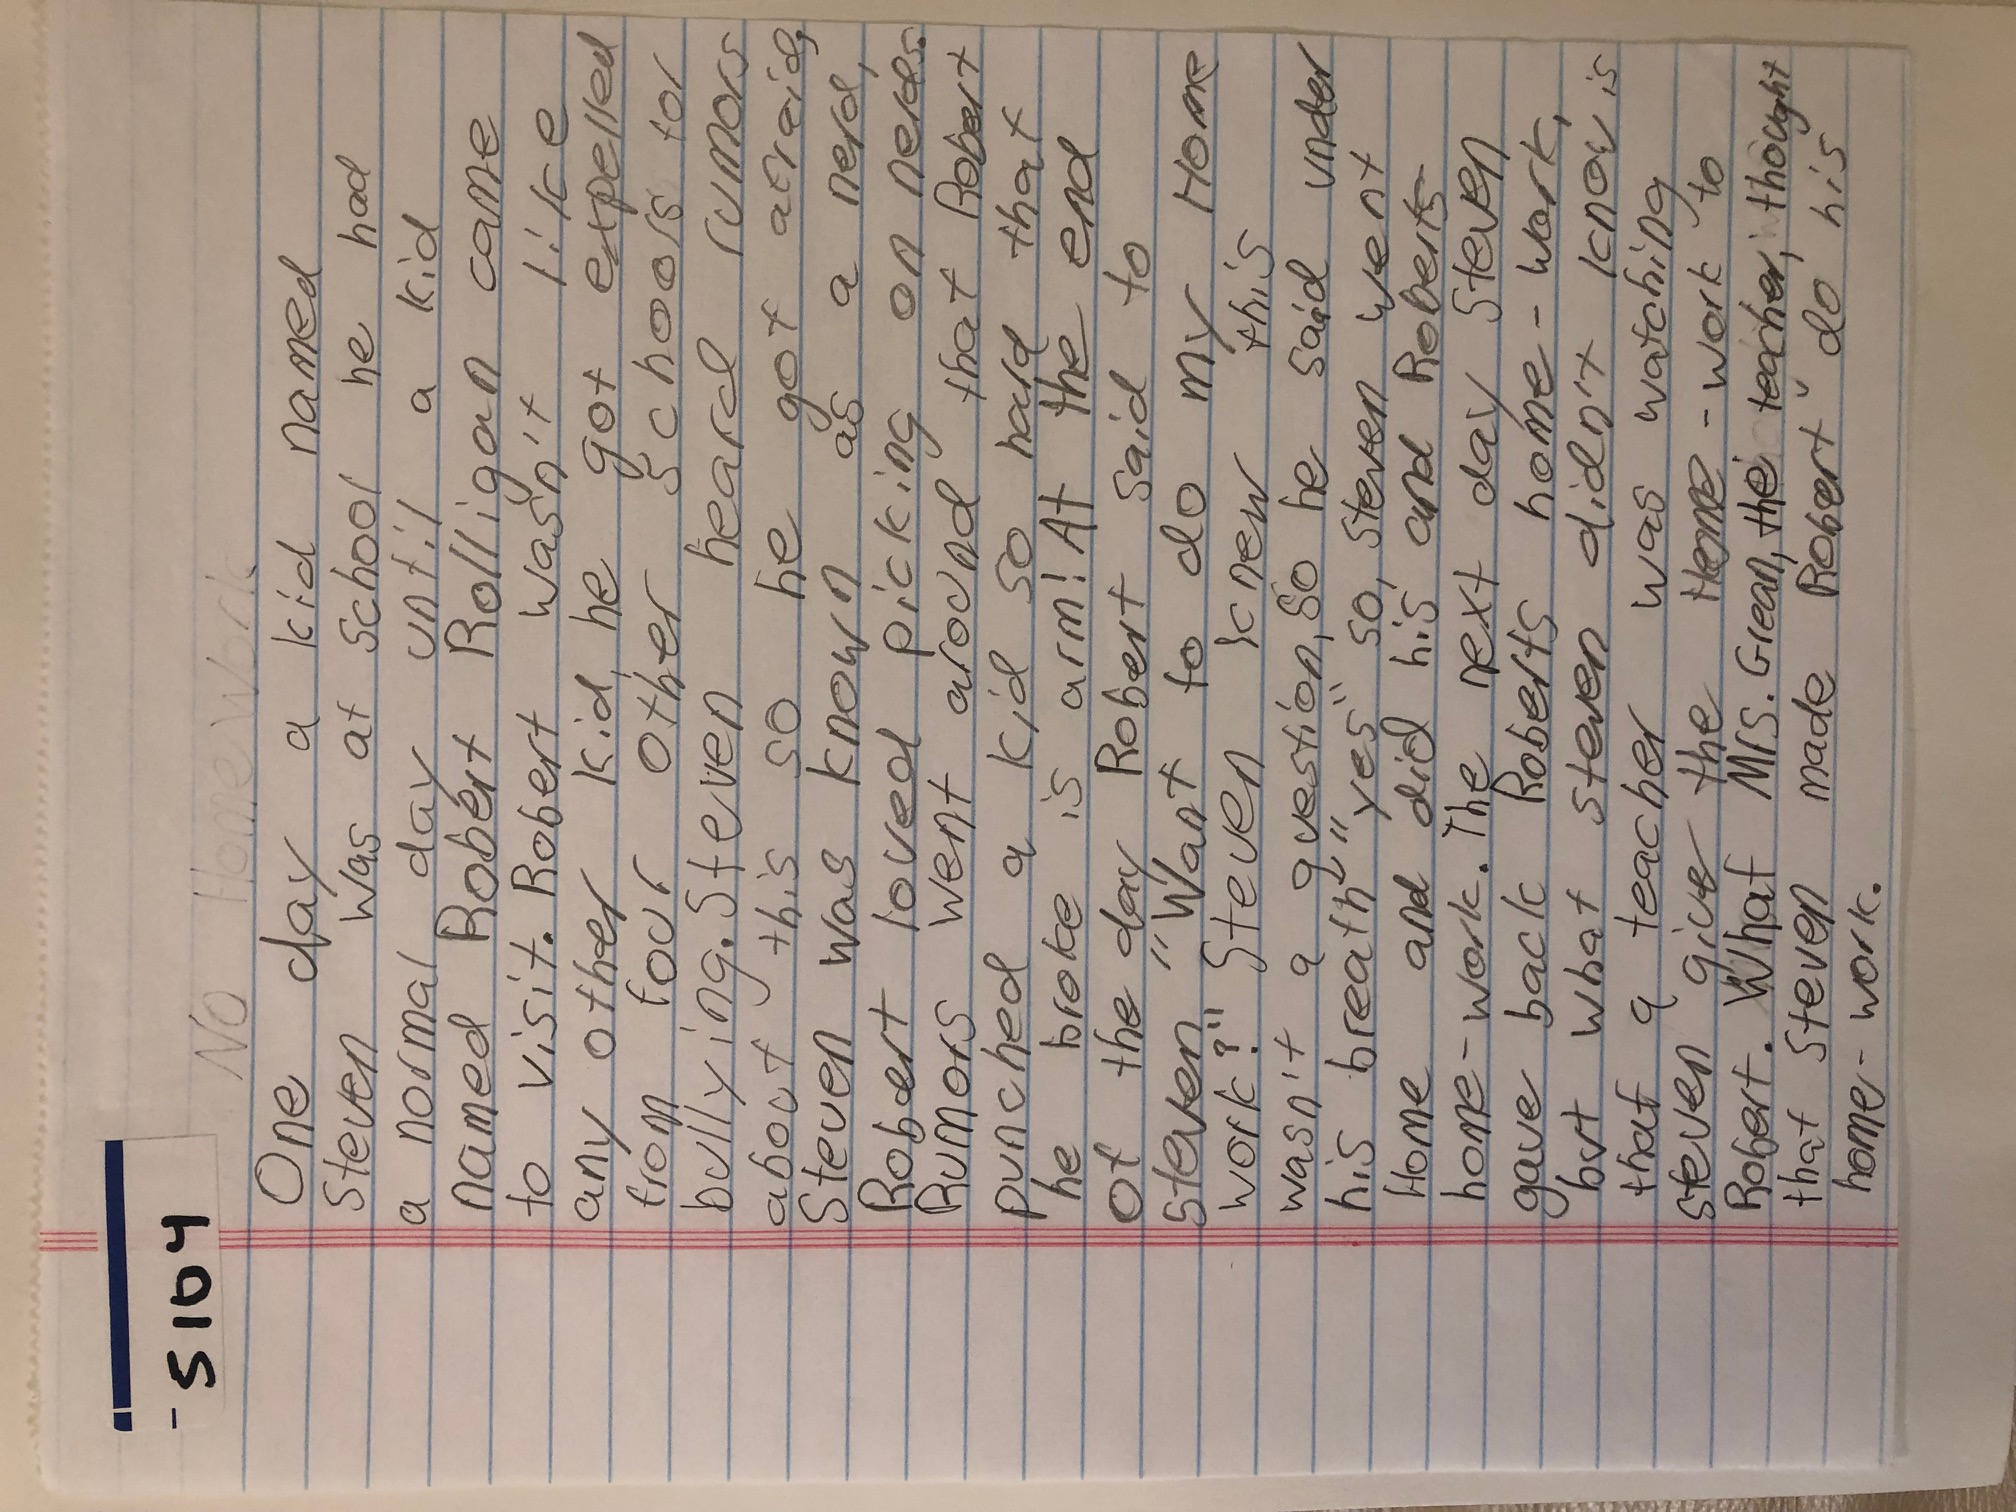 S104
No HomeWork
One day a kid named
Steven was at School he had
a normal day until a kid
named Robert Rolligan came
to visit. Robert wasn't like
any other kid, he got expelled
from four other schools for
bullying. Steven heard rumors
about this so he got afraid,
Steven was known as a nerd,
Robert loved picking on nerds.
Rumors went around that Robert
punched a kid so hard that
he broke is arm! At the end
of the day Robert said to
steven "Want to do my Home
work?" Steven knew this
wasn't a question, So he said under
his breath "yes" so, Steven went
Home and did his and Roberts
home-work. The next day Steven
gave back Roberts home-work,
but what steven didn't know is
that a teacher was watching
steven give the Home-work to
Robert. What Mrs. Grean, the teacher, thought
that Steven made Robert do his
home-work.